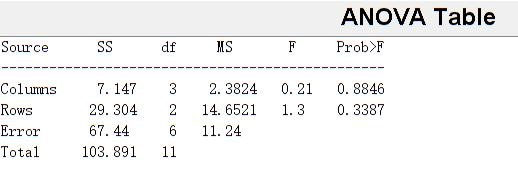 ANOVA Table
Source SS df MS F Prob>F
Columns 7.147 3 2.3824 0.21 0.8846
Rows 29.304 2 14.6521 1.3 0.3387
Error 67.44 6 11.24
Total 103.891 11